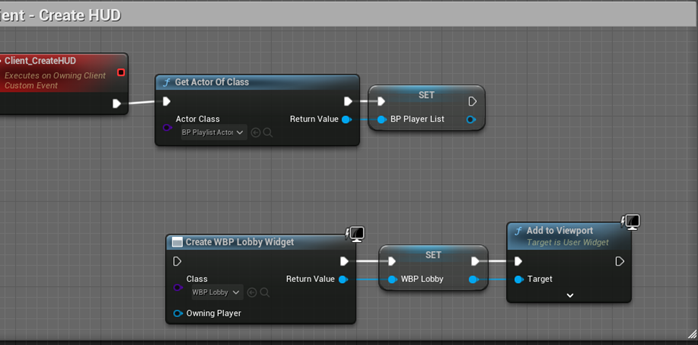 ent - Create HUD
Client_CreateHUD
Executes on Owning Client
Custom Event
f Get Actor Of Class
Actor Class
BP Playlist Actor
Return Value
SET
BP Player List
Create WBP Lobby Widget
Class
WBP Lobby
Return Value
Owning Player
SET
WBP Lobby
f Add to Viewport
Target is User Widget
Target